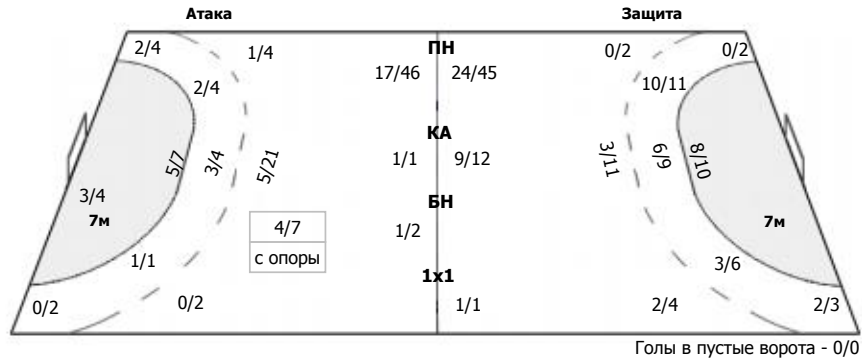 Атака Защита
2/4 1/4 ПН 0/2 0/2
17/46 24/45
2/4 10/11
КА
5/7 3/4 5/21 1/1 9/12 3/11 6/9 8/10
3/4
7м БН 7м
4/7 1/2
с опоры
1/1 3/6
1x1
0/2 0/2 1/1 2/4 2/3
Голы в пустые ворота - 0/0